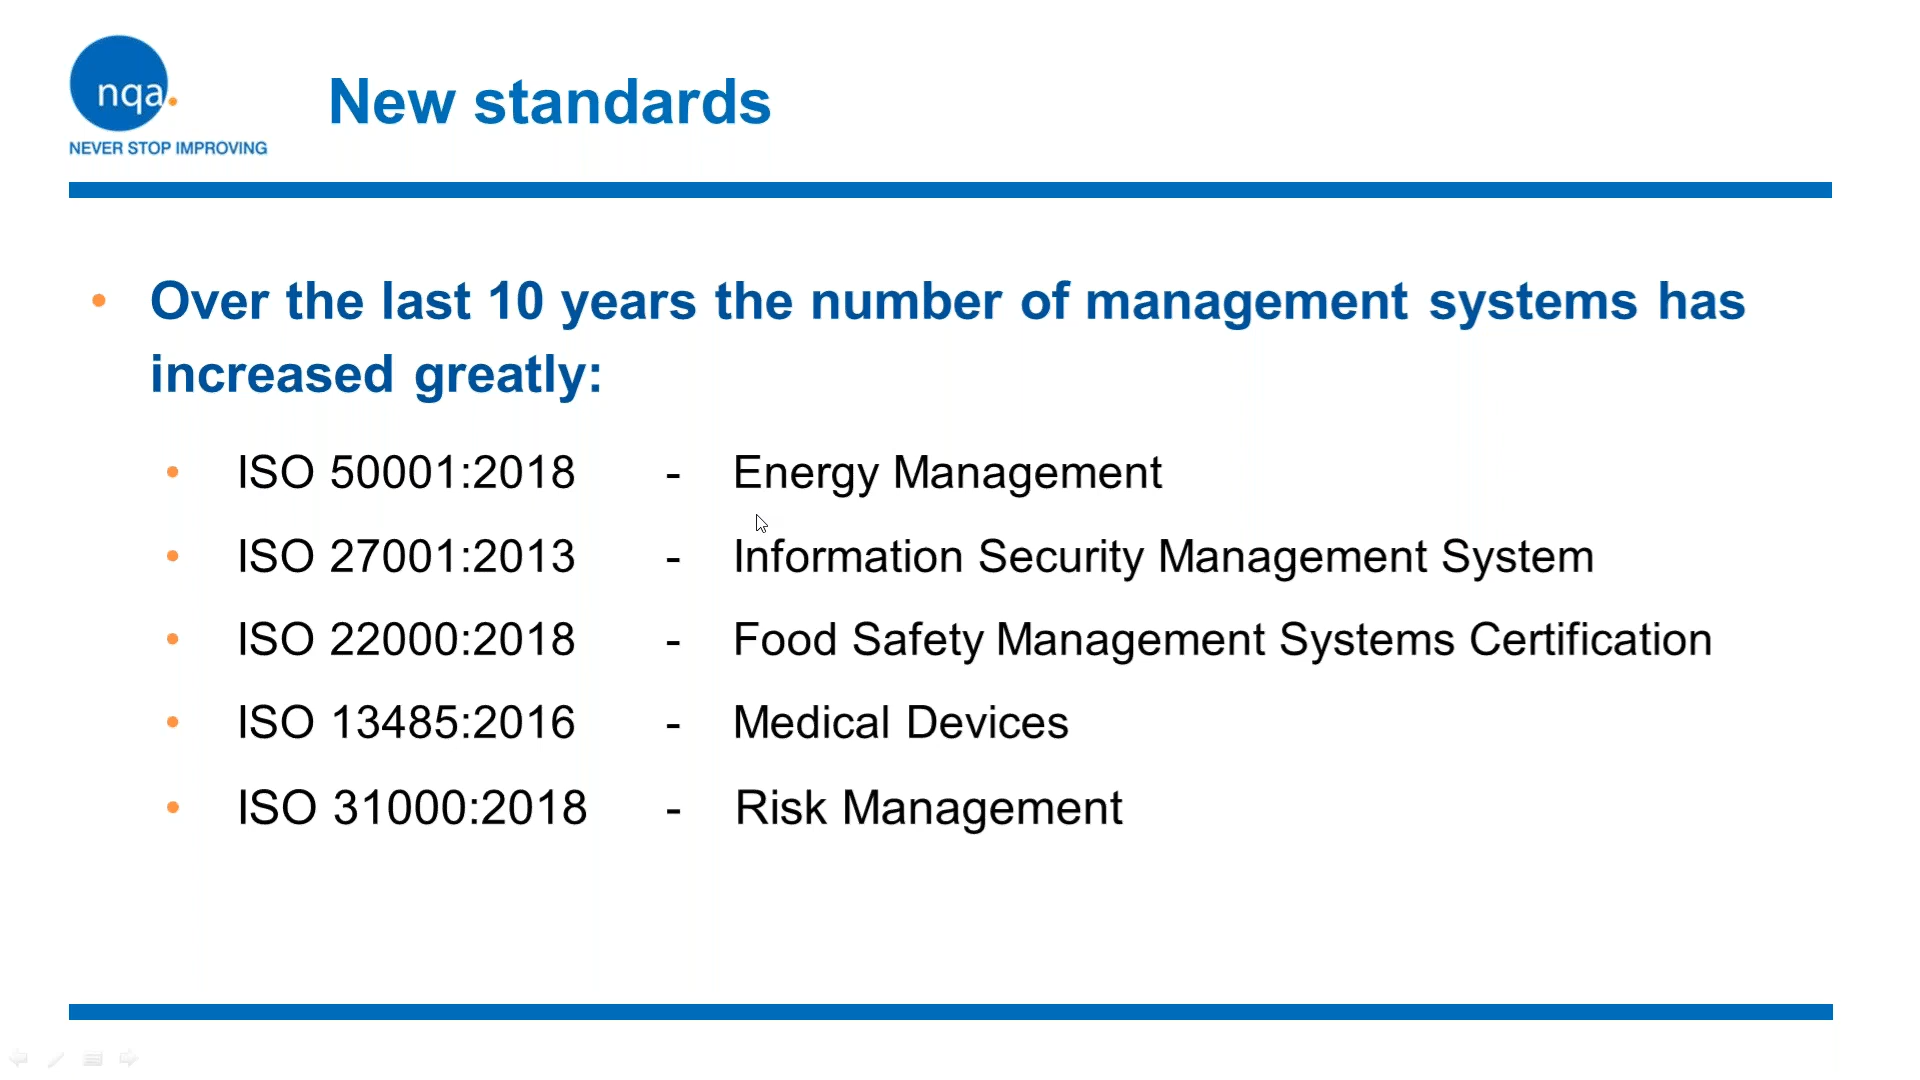 nqa.
NEVER STOP IMPROVING
New standards
• Over the last 10 years the number of management systems has
increased greatly:
• ISO 50001:2018 - Energy Management
• ISO 27001:2013 - Information Security Management System
• ISO 22000:2018 - Food Safety Management Systems Certification
• ISO 13485:2016 - Medical Devices
• ISO 31000:2018 - Risk Management